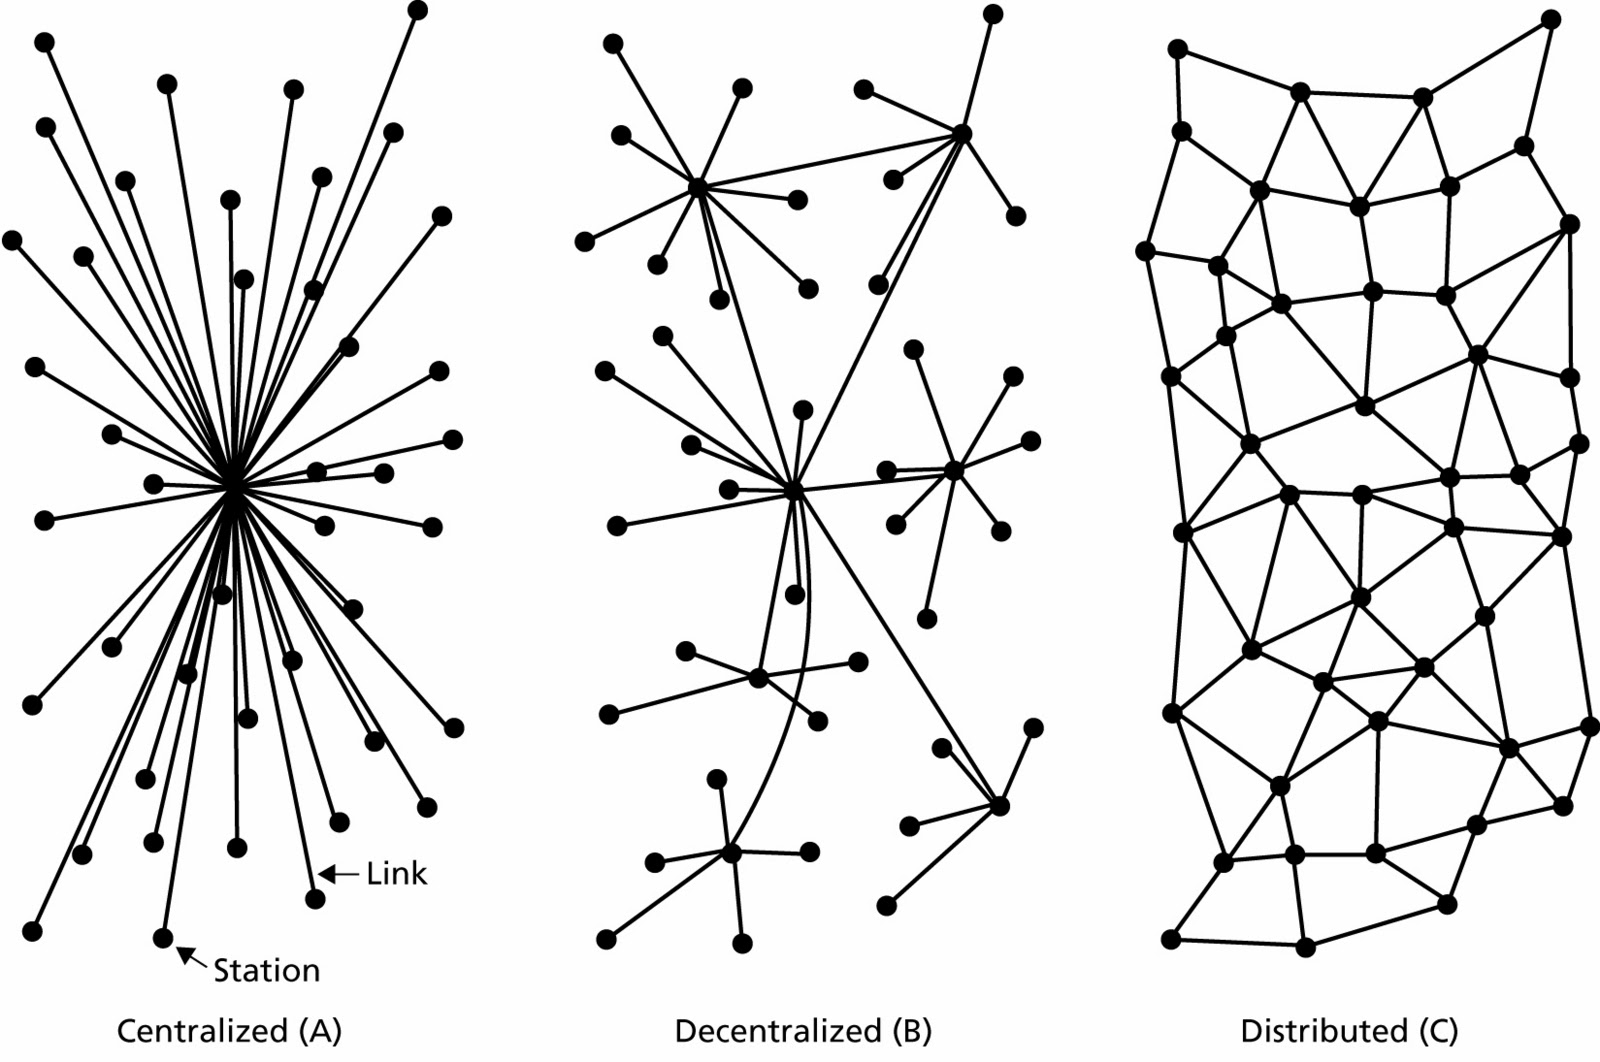 Link
Station
Centralized (A)
Decentralized (B)
Distributed (C)